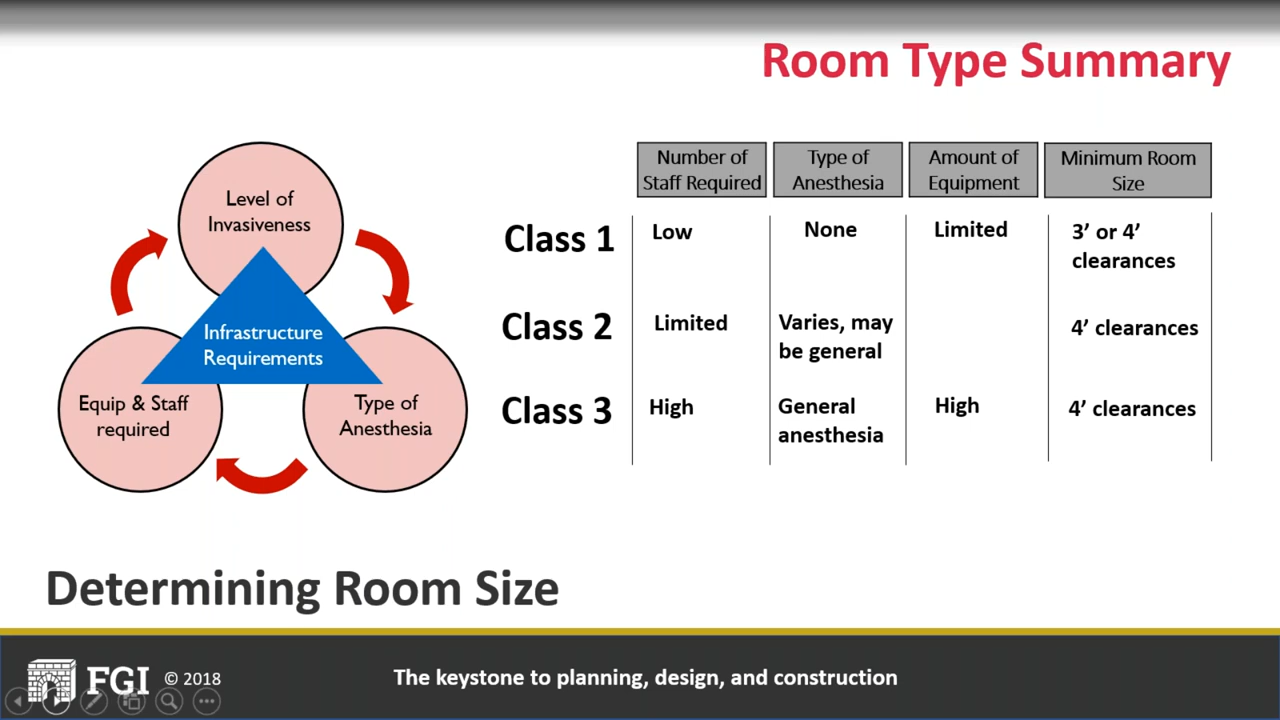 Room Type Summary
Level of
Invasiveness
Infrastructure
Requirements
Equip & Staff
required
Type of
Anesthesia
Number of
Staff Required
Type of
Anesthesia
Amount of
Equipment
Minimum Room
Size
Class 1
Low
None
Limited
3’ or 4’
clearances
Class 2
Limited
Varies, may
be general
4’ clearances
Class 3
High
General
anesthesia
High
4’ clearances
Determining Room Size
FGI © 2018
The keystone to planning, design, and construction